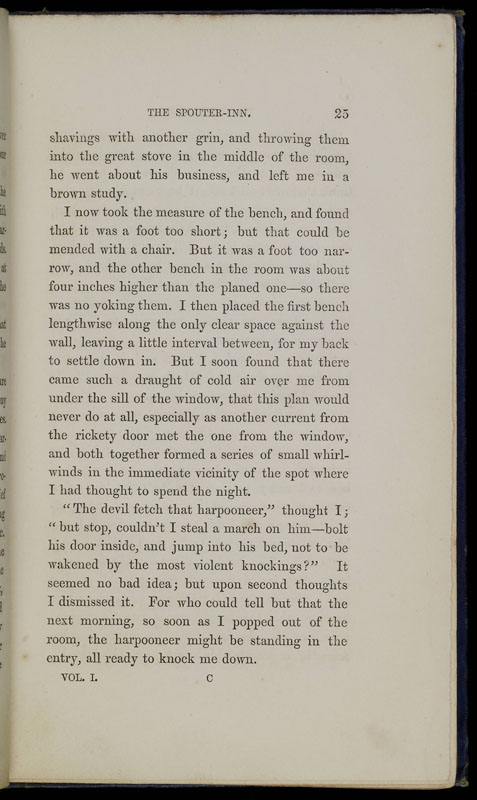 THE SPOUTER-INN. 25
shavings with another grin, and throwing them
into the great stove in the middle of the room,
he went about his business, and left me in a
brown study.
I now took the measure of the bench, and found
that it was a foot too short; but that could be
mended with a chair. But it was a foot too nar-
row, and the other bench in the room was about
four inches higher than the planed one—so there
was no yoking them. I then placed the first bench
lengthwise along the only clear space against the
wall, leaving a little interval between, for my back
to settle down in. But I soon found that there
came such a draught of cold air over me from
under the sill of the window, that this plan would
never do at all, especially as another current from
the rickety door met the one from the window,
and both together formed a series of small whirl-
winds in the immediate vicinity of the spot where
I had thought to spend the night.
"The devil fetch that harpooneer," thought I;
"but stop, couldn't I steal a march on him—bolt
his door inside, and jump into his bed, not to be
wakened by the most violent knockings?" It
seemed no bad idea; but upon second thoughts
I dismissed it. For who could tell but that the
next morning, so soon as I popped out of the
room, the harpooneer might be standing in the
entry, all ready to knock me down.
VOL. I. C